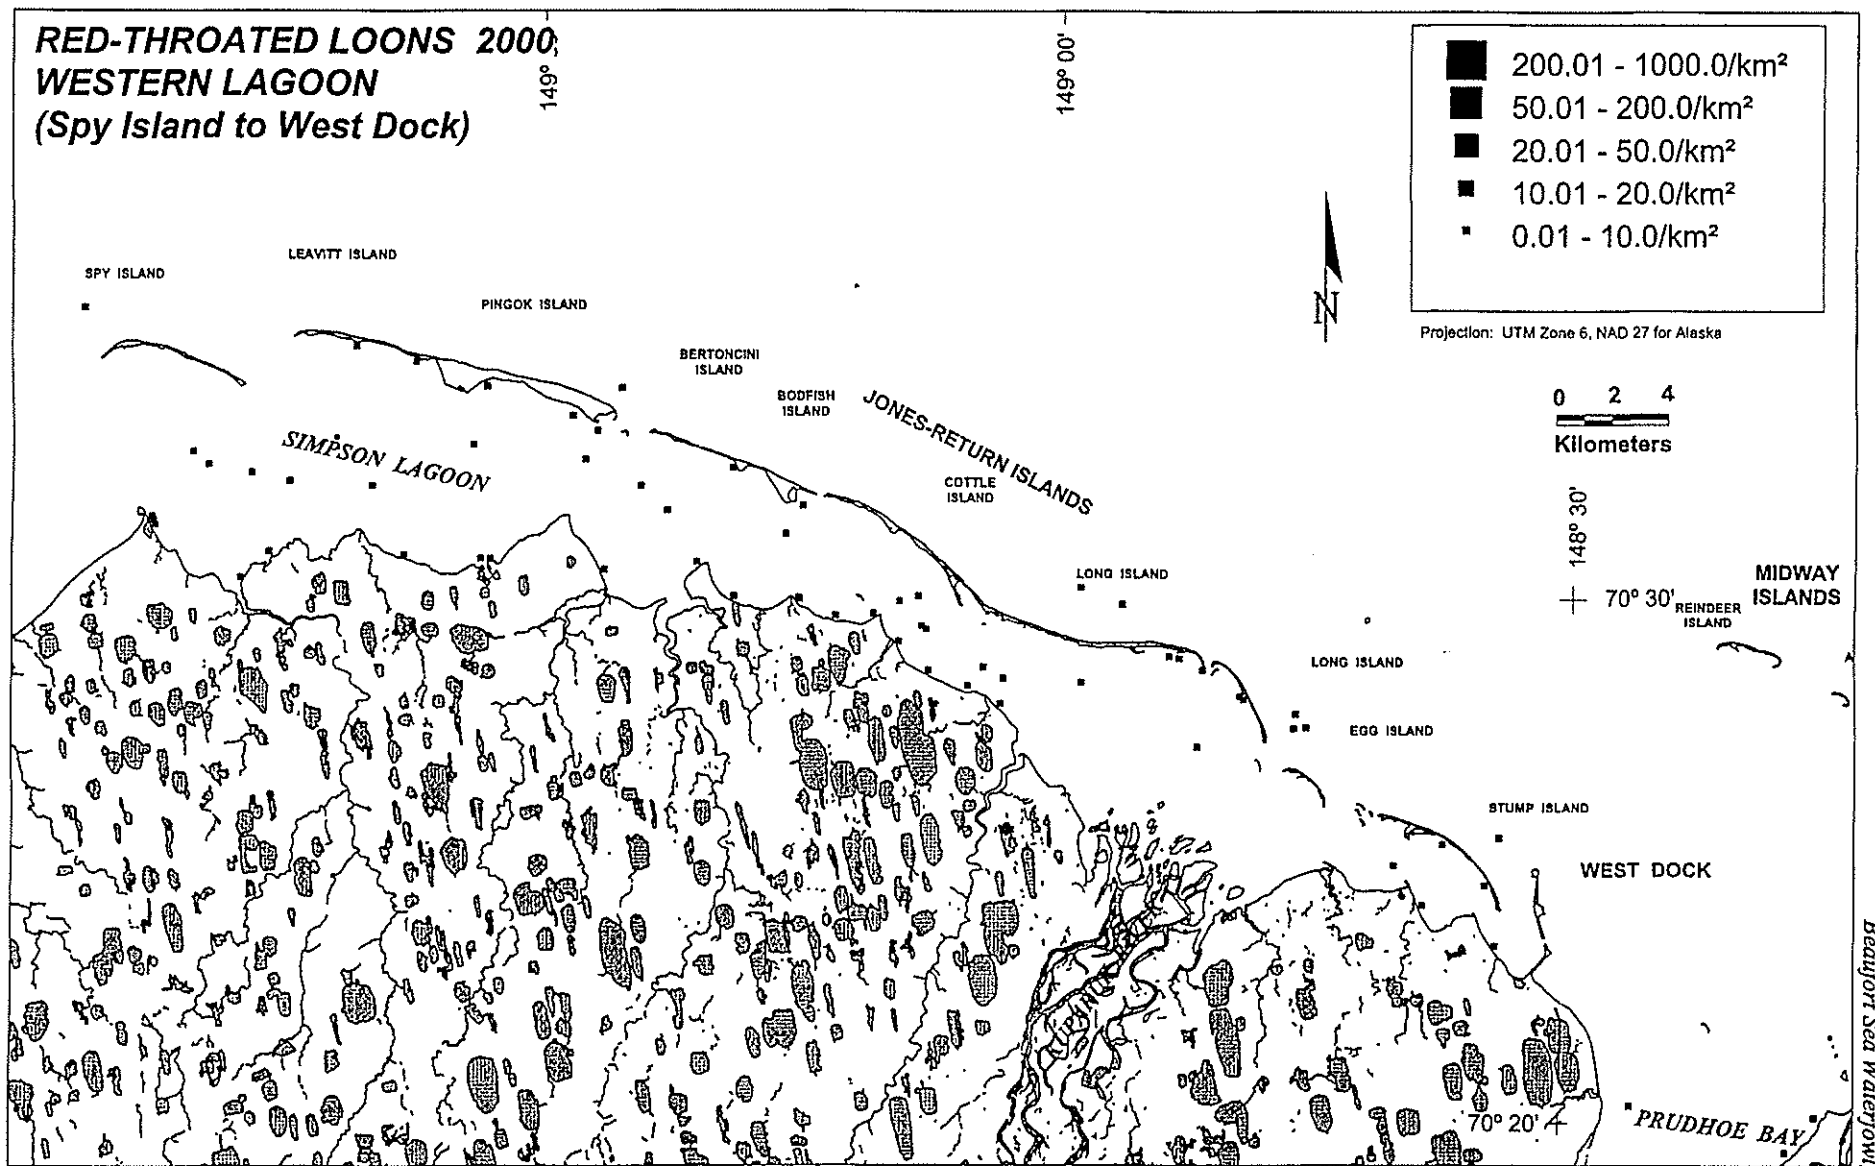 RED-THROATED LOONS 2000
WESTERN LAGOON
(Spy Island to West Dock)
149° 00'
200.01 - 1000.0/km²
50.01 - 200.0/km²
20.01 - 50.0/km²
10.01 - 20.0/km²
0.01 - 10.0/km²
Projection: UTM Zone 6, NAD 27 for Alaska
N
0 2 4
Kilometers
SPY ISLAND
LEAVITT ISLAND
PINGOK ISLAND
BERTONCINI
ISLAND
BODFISH
ISLAND
JONES-RETURN ISLANDS
COTTLE
ISLAND
SIMPSON LAGOON
148° 30'
70° 30'
LONG ISLAND
MIDWAY
ISLANDS
REINDEER
ISLAND
LONG ISLAND
EGG ISLAND
STUMP ISLAND
WEST DOCK
70° 20'
PRUDHOE BAY
Beaufort Sea Waterfowl